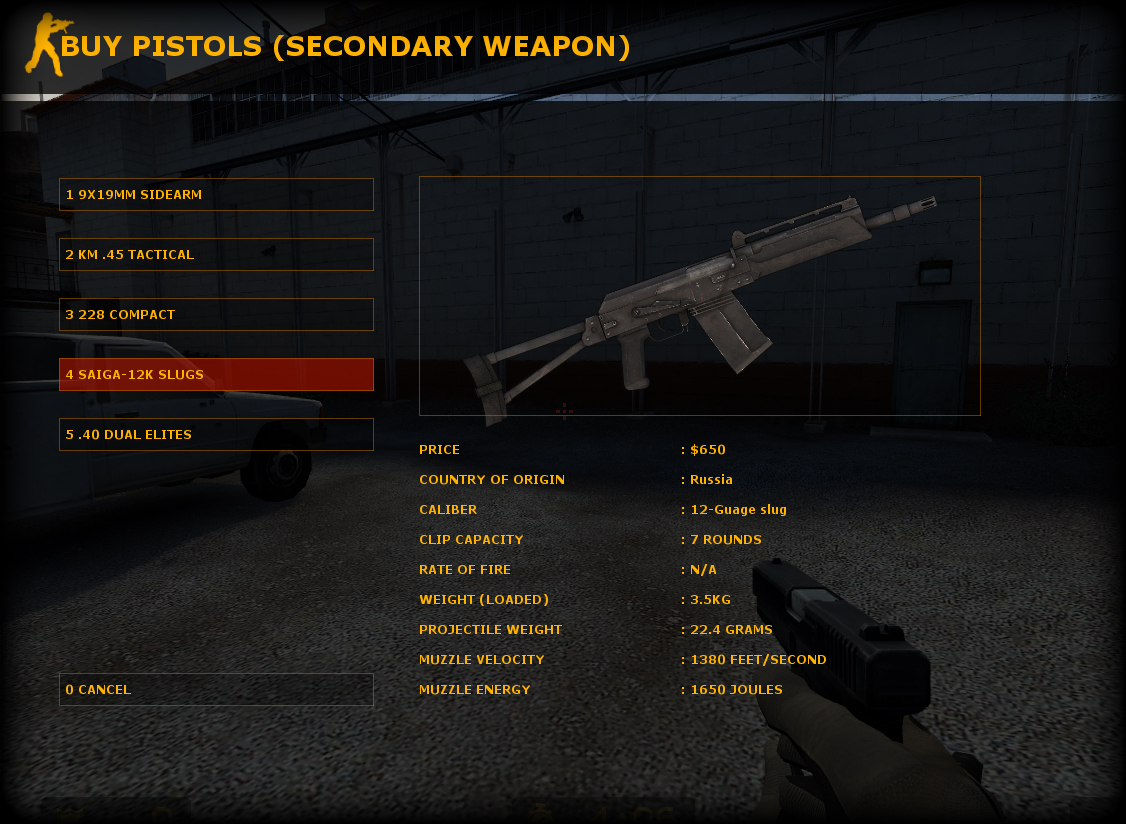 BUY PISTOLS (SECONDARY WEAPON)
1 9X19MM SIDEARM
2 KM .45 TACTICAL
3 228 COMPACT
4 SAIGA-12K SLUGS
5 .40 DUAL ELITES
0 CANCEL
PRICE : $650
COUNTRY OF ORIGIN : Russia
CALIBER : 12-Guage slug
CLIP CAPACITY : 7 ROUNDS
RATE OF FIRE : N/A
WEIGHT (LOADED) : 3.5KG
PROJECTILE WEIGHT : 22.4 GRAMS
MUZZLE VELOCITY : 1380 FEET/SECOND
MUZZLE ENERGY : 1650 JOULES